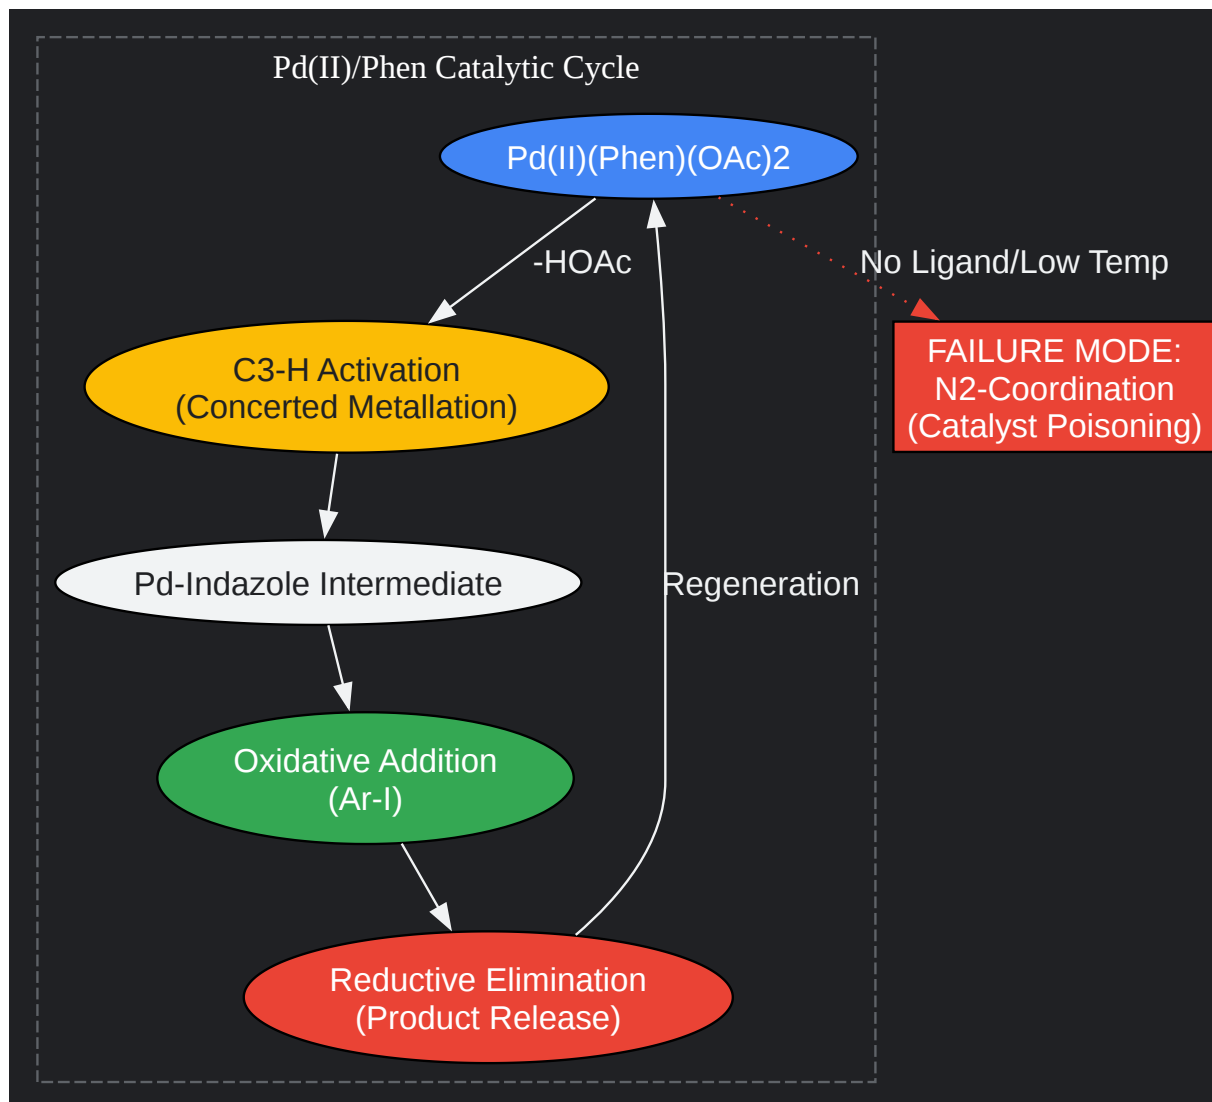 Pd(II)/Phen Catalytic Cycle
Pd(II)(Phen)(OAc)2
-HOAc
No Ligand/Low Temp
C3-H Activation
(Concerted Metallation)
FAILURE MODE:
N2-Coordination
(Catalyst Poisoning)
Pd-Indazole Intermediate
Regeneration
Oxidative Addition
(Ar-I)
Reductive Elimination
(Product Release)